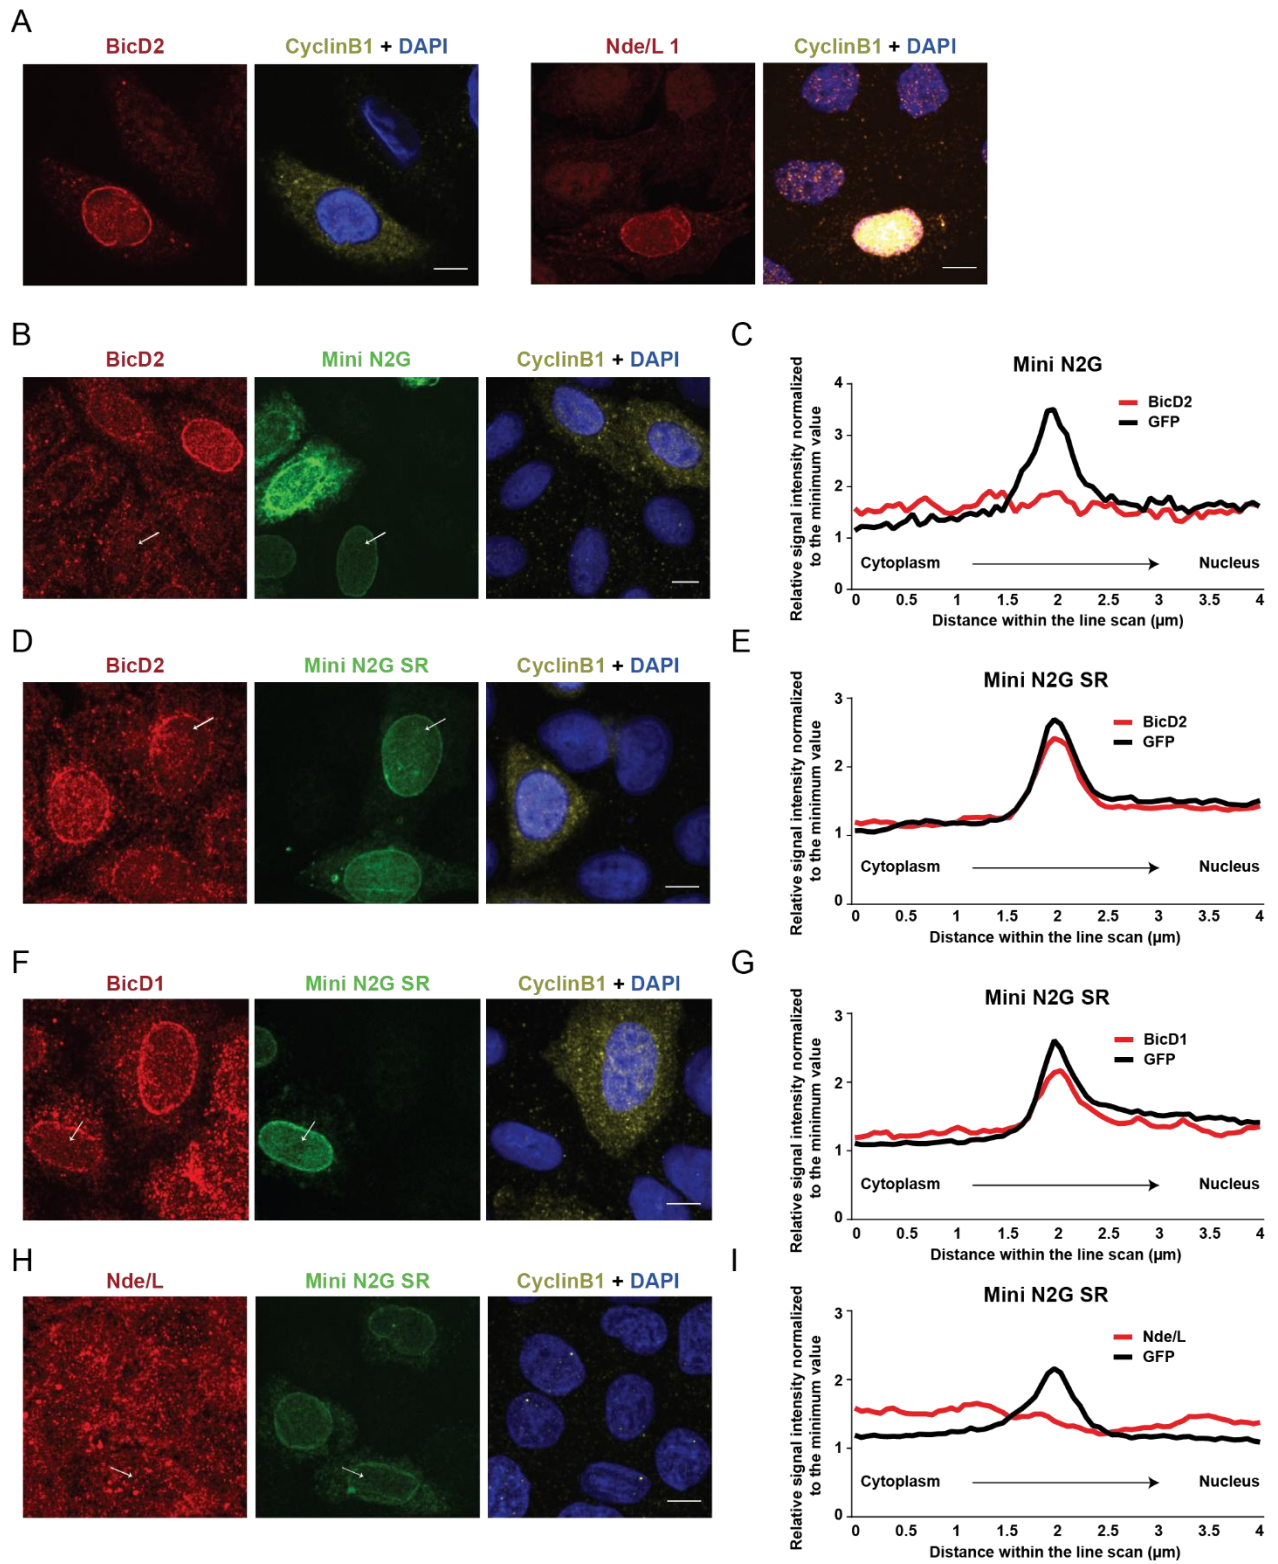 A
BicD2
CyclinB1 + DAPI
Nde/L 1
CyclinB1 + DAPI
B
BicD2
Mini N2G
CyclinB1 + DAPI
C
Mini N2G
Relative signal intensity normalized
to the minimum value
4
3
2
1
0
BicD2
GFP
Cytoplasm
Nucleus
0 0.5 1 1.5 2 2.5 3 3.5 4
Distance within the line scan (µm)
D
BicD2
Mini N2G SR
CyclinB1 + DAPI
E
Mini N2G SR
Relative signal intensity normalized
to the minimum value
3
2
1
0
BicD2
GFP
Cytoplasm
Nucleus
0 0.5 1 1.5 2 2.5 3 3.5 4
Distance within the line scan (µm)
F
BicD1
Mini N2G SR
CyclinB1 + DAPI
G
Mini N2G SR
Relative signal intensity normalized
to the minimum value
3
2
1
0
BicD1
GFP
Cytoplasm
Nucleus
0 0.5 1 1.5 2 2.5 3 3.5 4
Distance within the line scan (µm)
H
Nde/L
Mini N2G SR
CyclinB1 + DAPI
I
Mini N2G SR
Relative signal intensity normalized
to the minimum value
3
2
1
0
Nde/L
GFP
Cytoplasm
Nucleus
0 0.5 1 1.5 2 2.5 3 3.5 4
Distance within the line scan (µm)